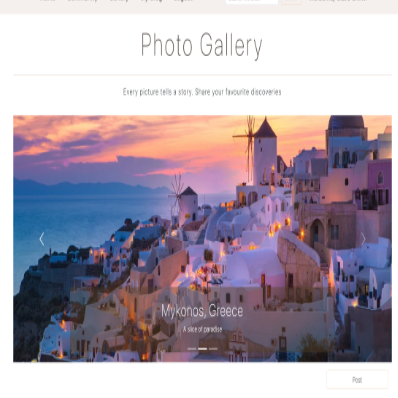 Photo Gallery
Every picture tells a story. Share your favourite discoveries
Mykonos, Greece
A slice of paradise
Post